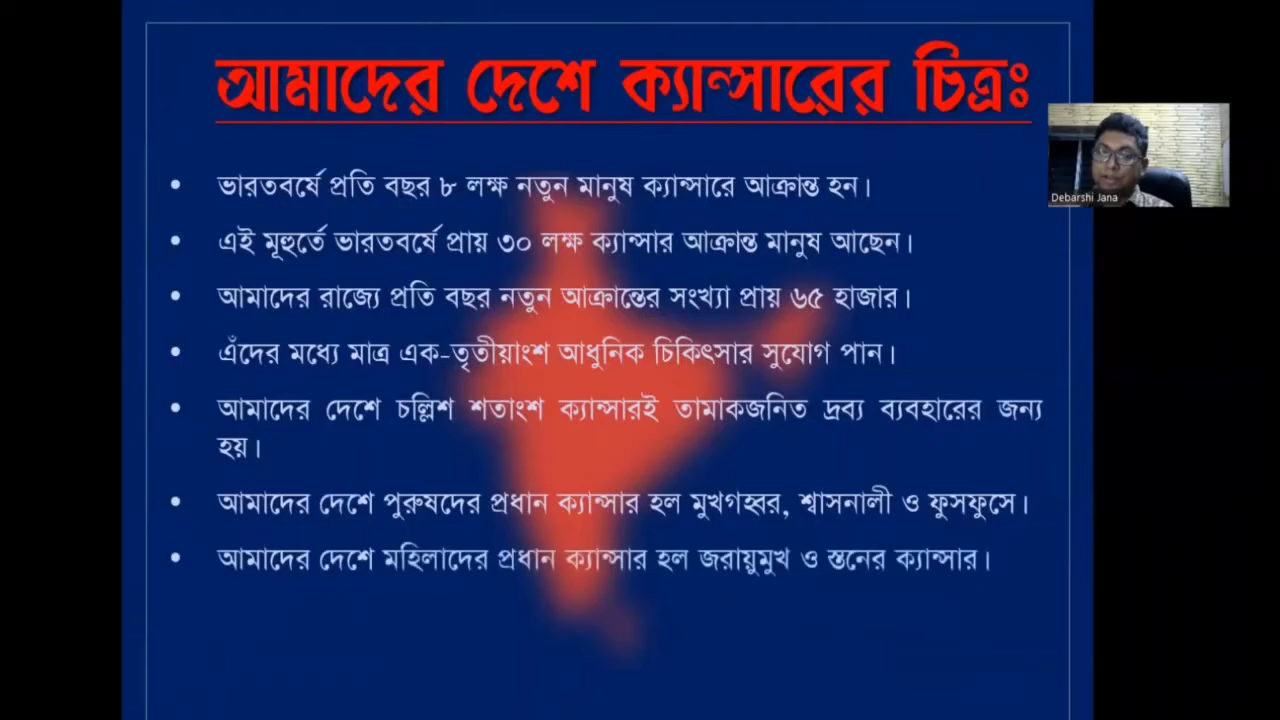 আমাদের দেশে ক্যান্সারের চিত্রঃ
• ভারতবর্ষে প্রতি বছর ৮ লক্ষ নতুন মানুষ ক্যান্সারে আক্রান্ত হন।
• এই মূহুর্তে ভারতবর্ষে প্রায় ৩০ লক্ষ ক্যান্সার আক্রান্ত মানুষ আছেন।
• আমাদের রাজ্যে প্রতি বছর নতুন আক্রান্তের সংখ্যা প্রায় ৬৫ হাজার।
• এঁদের মধ্যে মাত্র এক-তৃতীয়াংশ আধুনিক চিকিৎসার সুযোগ পান।
• আমাদের দেশে চল্লিশ শতাংশ ক্যান্সারই তামাকজনিত দ্রব্য ব্যবহারের জন্য
হয়।
• আমাদের দেশে পুরুষদের প্রধান ক্যান্সার হল মুখগহ্বর, শ্বাসনালী ও ফুসফুসে।
• আমাদের দেশে মহিলাদের প্রধান ক্যান্সার হল জরায়ুমুখ ও স্তনের ক্যান্সার।
Debarshi Jana